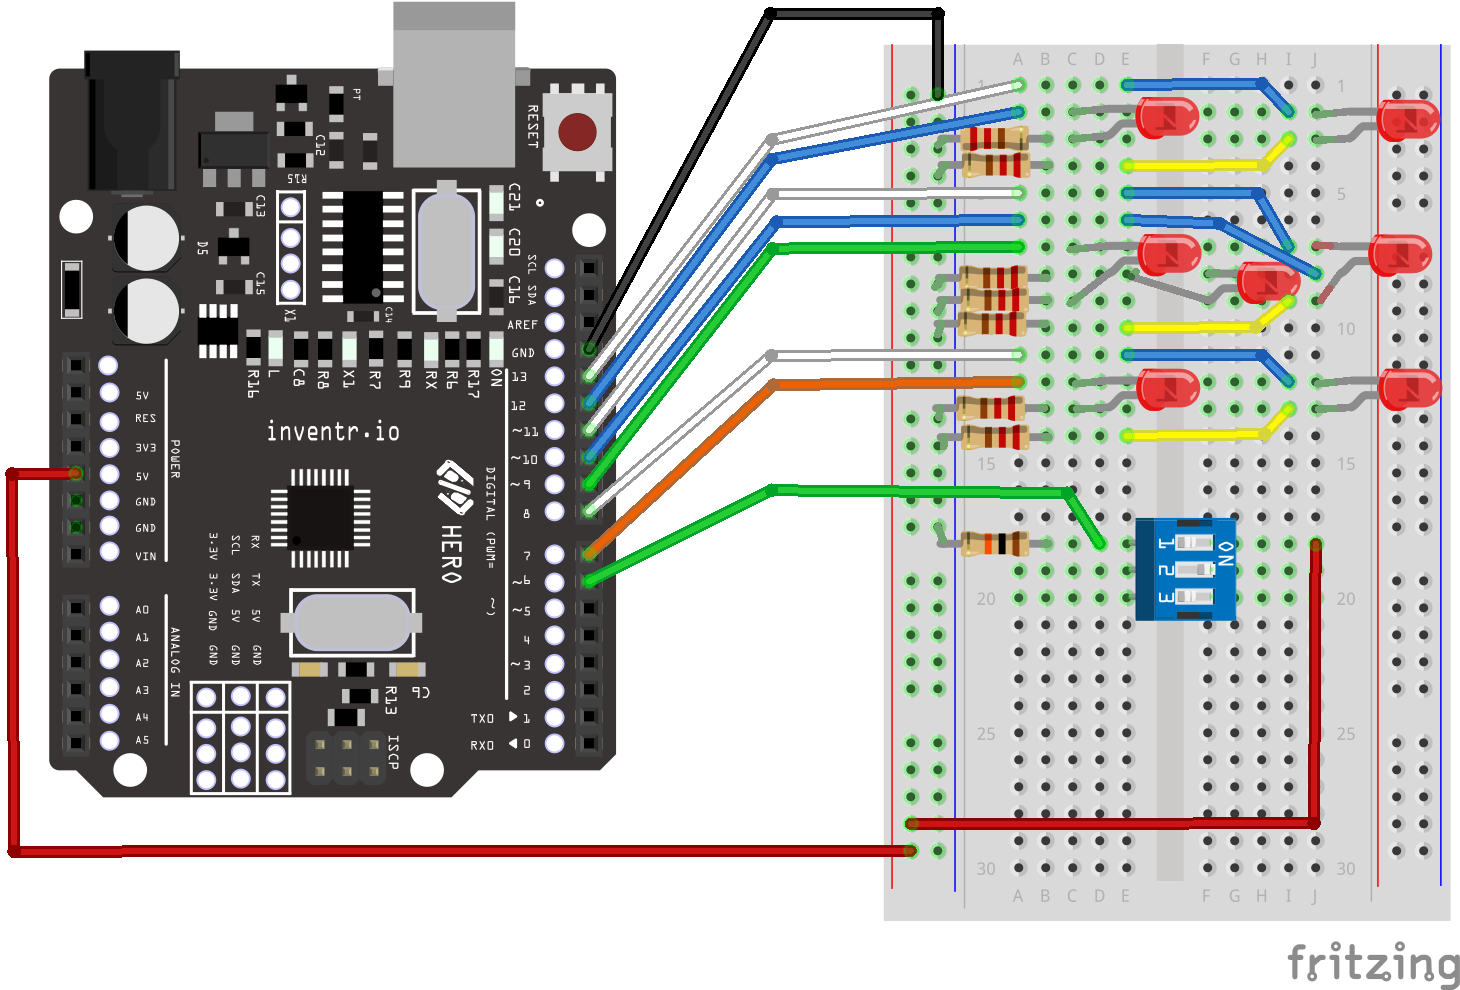 PT
C12
RESET
R15
C13
D5
C15
X1
C21
C20
C16
C14
SCL SDA
AREF
GND
13
12
~11
~10
~9
8
7
~6
~5
4
~3
2
TX0 ▶ 1
RX0 ◀ 0
R16
L
C8
R8
X1
R7
R9
RX
R6
R17
ON
5V
RES
3V3
5V
GND
GND
VIN
POWER
inventr.io
HERO
DIGITAL (PWM= ~)
3.3V SCL RX
3.3V SDA TX
GND 5V 5V
GND GND GND
A0
A1
A2
A3
A4
A5
ANALOG IN
R13
C6
ISCP
A B C D E F G H I J
1 1
5 5
10 10
15 15
20 20
25 25
30 30
A B C D E F G H I J
ON
1
2
3
fritzing